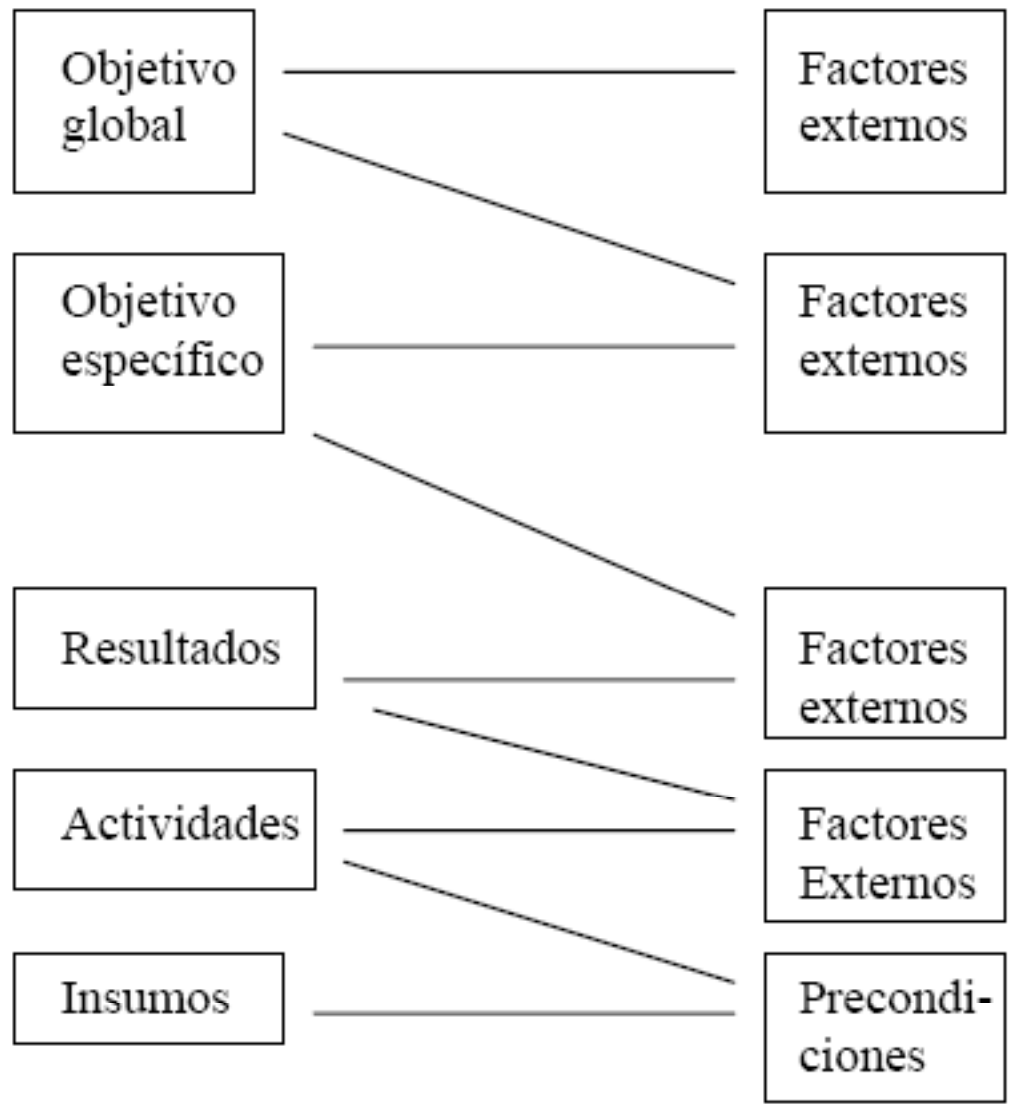 Objetivo
global
Factores
externos
Objetivo
específico
Factores
externos
Resultados
Factores
externos
Actividades
Factores
Externos
Insumos
Precondi-
ciones